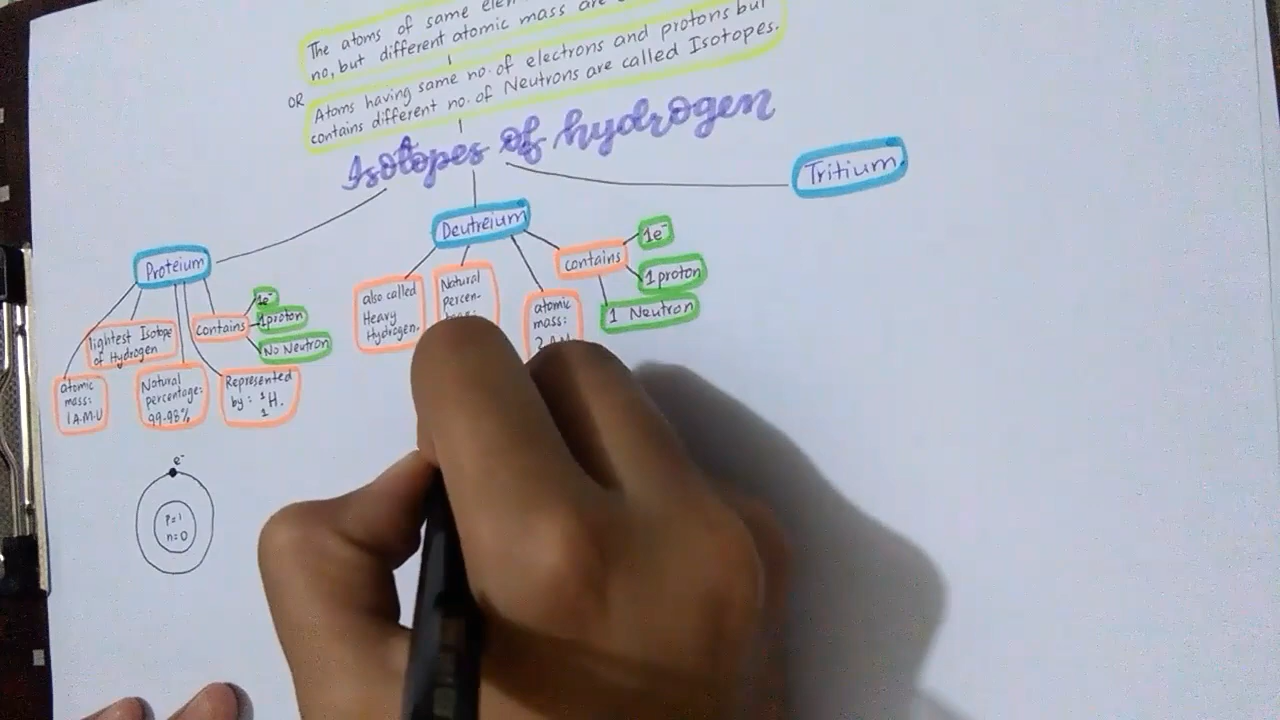 The atoms of same
no, but different atomic mass are
OR
Atoms having same no. of electrons and protons but
contains different no. of Neutrons are called Isotopes.
Isotopes of hydrogen
Tritium
Deutreium
Proteium
also called
Heavy
Hydrogen.
Natural
percen-
atomic
mass:
contains
1e⁻
1 proton
1 Neutron
lightest Isotope
of Hydrogen
contains
1e⁻
1 proton
No Neutron
atomic
mass:
1 A.M.U
Natural
percentage:
99.98%
Represented
by: ¹₁H.
e⁻
P=1
n=0